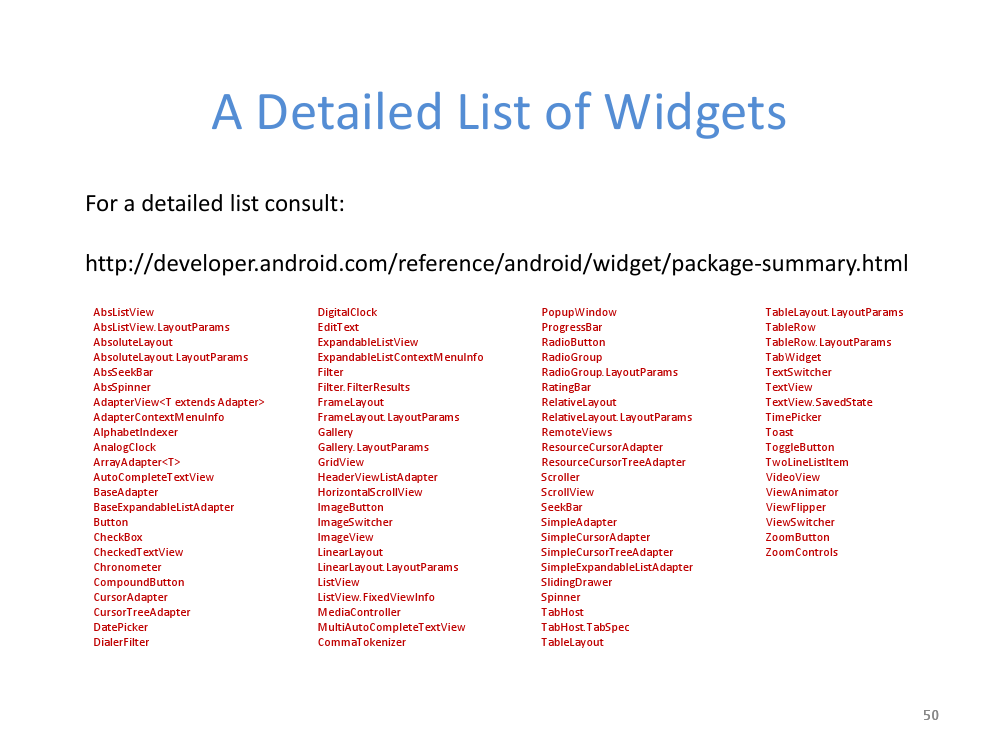 A Detailed List of Widgets
For a detailed list consult:
http://developer.android.com/reference/android/widget/package-summary.html
AbsListView
AbsListView.LayoutParams
AbsoluteLayout
AbsoluteLayout.LayoutParams
AbsSeekBar
AbsSpinner
AdapterView<T extends Adapter>
AdapterContextMenuInfo
AlphabetIndexer
AnalogClock
ArrayAdapter<T>
AutoCompleteTextView
BaseAdapter
BaseExpandableListAdapter
Button
CheckBox
CheckedTextView
Chronometer
CompoundButton
CursorAdapter
CursorTreeAdapter
DatePicker
DialerFilter
DigitalClock
EditText
ExpandableListView
ExpandableListContextMenuInfo
Filter
Filter.FilterResults
FrameLayout
FrameLayout.LayoutParams
Gallery
Gallery.LayoutParams
GridView
HeaderViewListAdapter
HorizontalScrollView
ImageButton
ImageSwitcher
ImageView
LinearLayout
LinearLayout.LayoutParams
ListView
ListView.FixedViewInfo
MediaController
MultiAutoCompleteTextView
CommaTokenizer
PopupWindow
ProgressBar
RadioButton
RadioGroup
RadioGroup.LayoutParams
RatingBar
RelativeLayout
RelativeLayout.LayoutParams
RemoteViews
ResourceCursorAdapter
ResourceCursorTreeAdapter
Scroller
ScrollView
SeekBar
SimpleAdapter
SimpleCursorAdapter
SimpleCursorTreeAdapter
SimpleExpandableListAdapter
SlidingDrawer
Spinner
TabHost
TabHost.TabSpec
TableLayout
TableLayout.LayoutParams
TableRow
TableRow.LayoutParams
TabWidget
TextSwitcher
TextView
TextView.SavedState
TimePicker
Toast
ToggleButton
TwoLineListItem
VideoView
ViewAnimator
ViewFlipper
ViewSwitcher
ZoomButton
ZoomControls
50